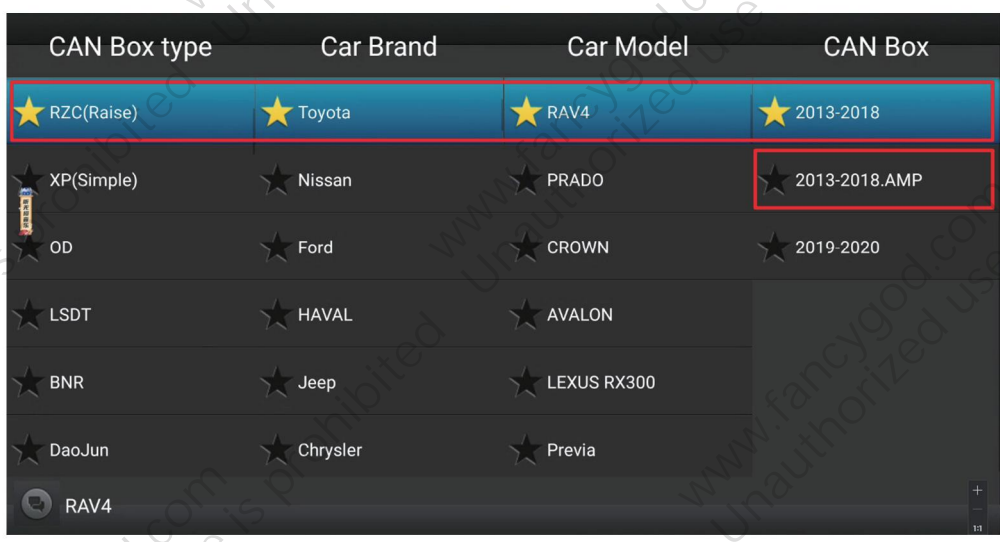 CAN Box type Car Brand Car Model CAN Box
RZC(Raise) Toyota RAV4 2013-2018
XP(Simple) Nissan PRADO 2013-2018.AMP
OD Ford CROWN 2019-2020
LSDT HAVAL AVALON
BNR Jeep LEXUS RX300
DaoJun Chrysler Previa
RAV4
+
1:1
www.fancygod.com
Unauthorized use is prohibited